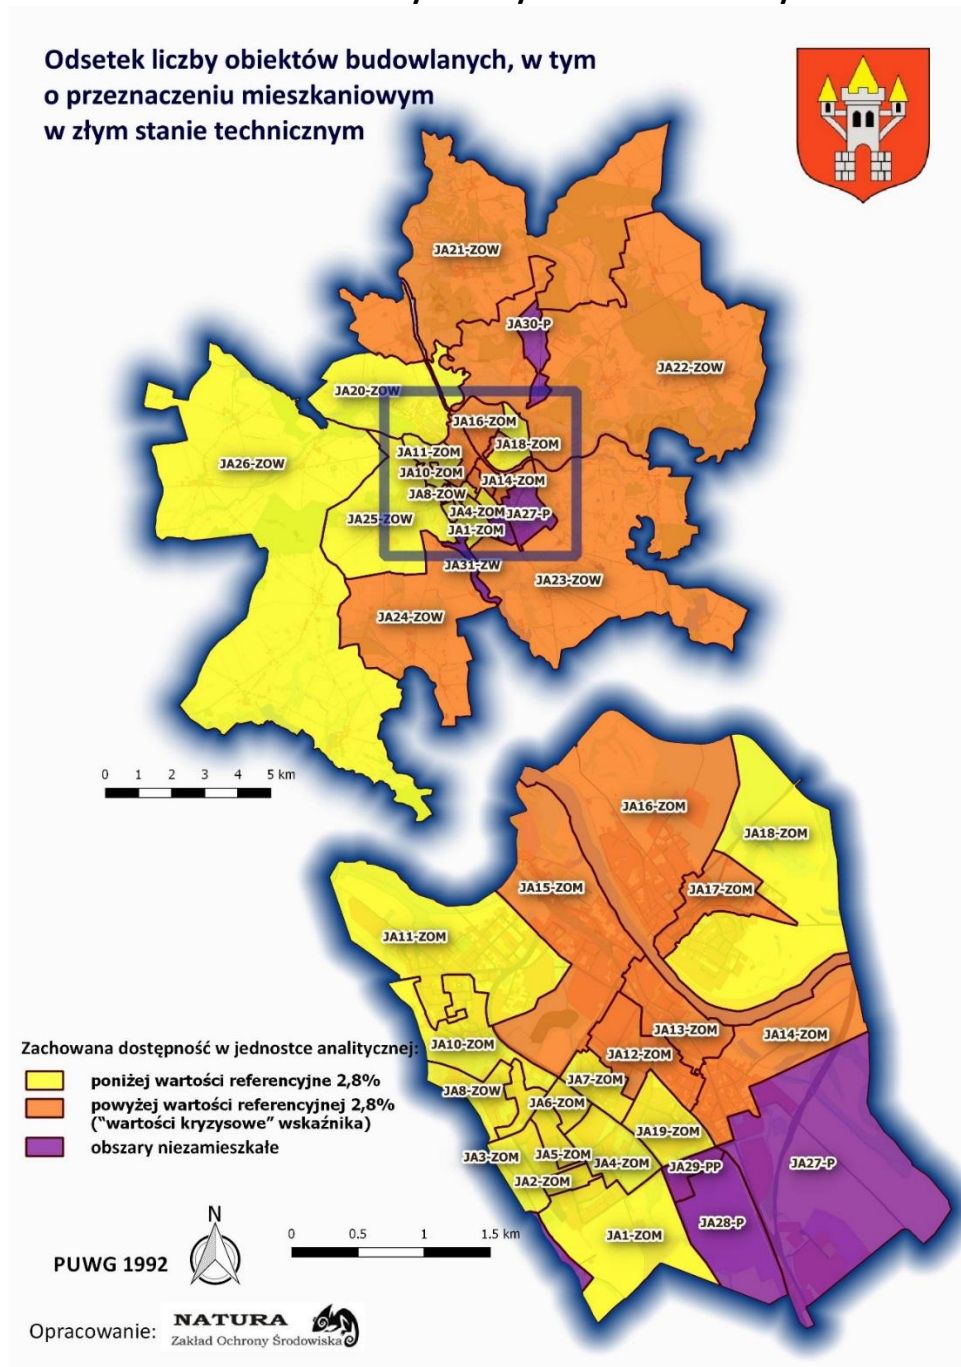 Odsetek liczby obiektów budowlanych, w tym
o przeznaczeniu mieszkaniowym
w złym stanie technicznym
JA21-ZOW
JA30-P
JA22-ZOW
JA20-ZOW
JA16-ZOM
JA18-ZOM
JA11-ZOM
JA26-ZOW
JA10-ZOM
JA14-ZOM
JA8-ZOW
JA4-ZOM
JA27-P
JA25-ZOW
JA1-ZOM
JA31-ZW
JA23-ZOW
JA24-ZOW
0 1 2 3 4 5 km
JA16-ZOM
JA18-ZOM
JA15-ZOM
JA17-ZOM
JA11-ZOM
JA13-ZOM
JA14-ZOM
JA10-ZOM
JA12-ZOM
JA7-ZOM
JA8-ZOW
JA6-ZOM
JA19-ZOM
JA3-ZOM
JA5-ZOM
JA4-ZOM
JA29-PP
JA27-P
JA2-ZOM
JA28-P
JA1-ZOM
Zachowana dostępność w jednostce analitycznej:
poniżej wartości referencyjne 2,8%
powyżej wartości referencyjnej 2,8%
("wartości kryzysowe" wskaźnika)
obszary niezamieszkałe
N
0 0.5 1 1.5 km
PUWG 1992
Opracowanie:
NATURA
Zakład Ochrony Środowiska